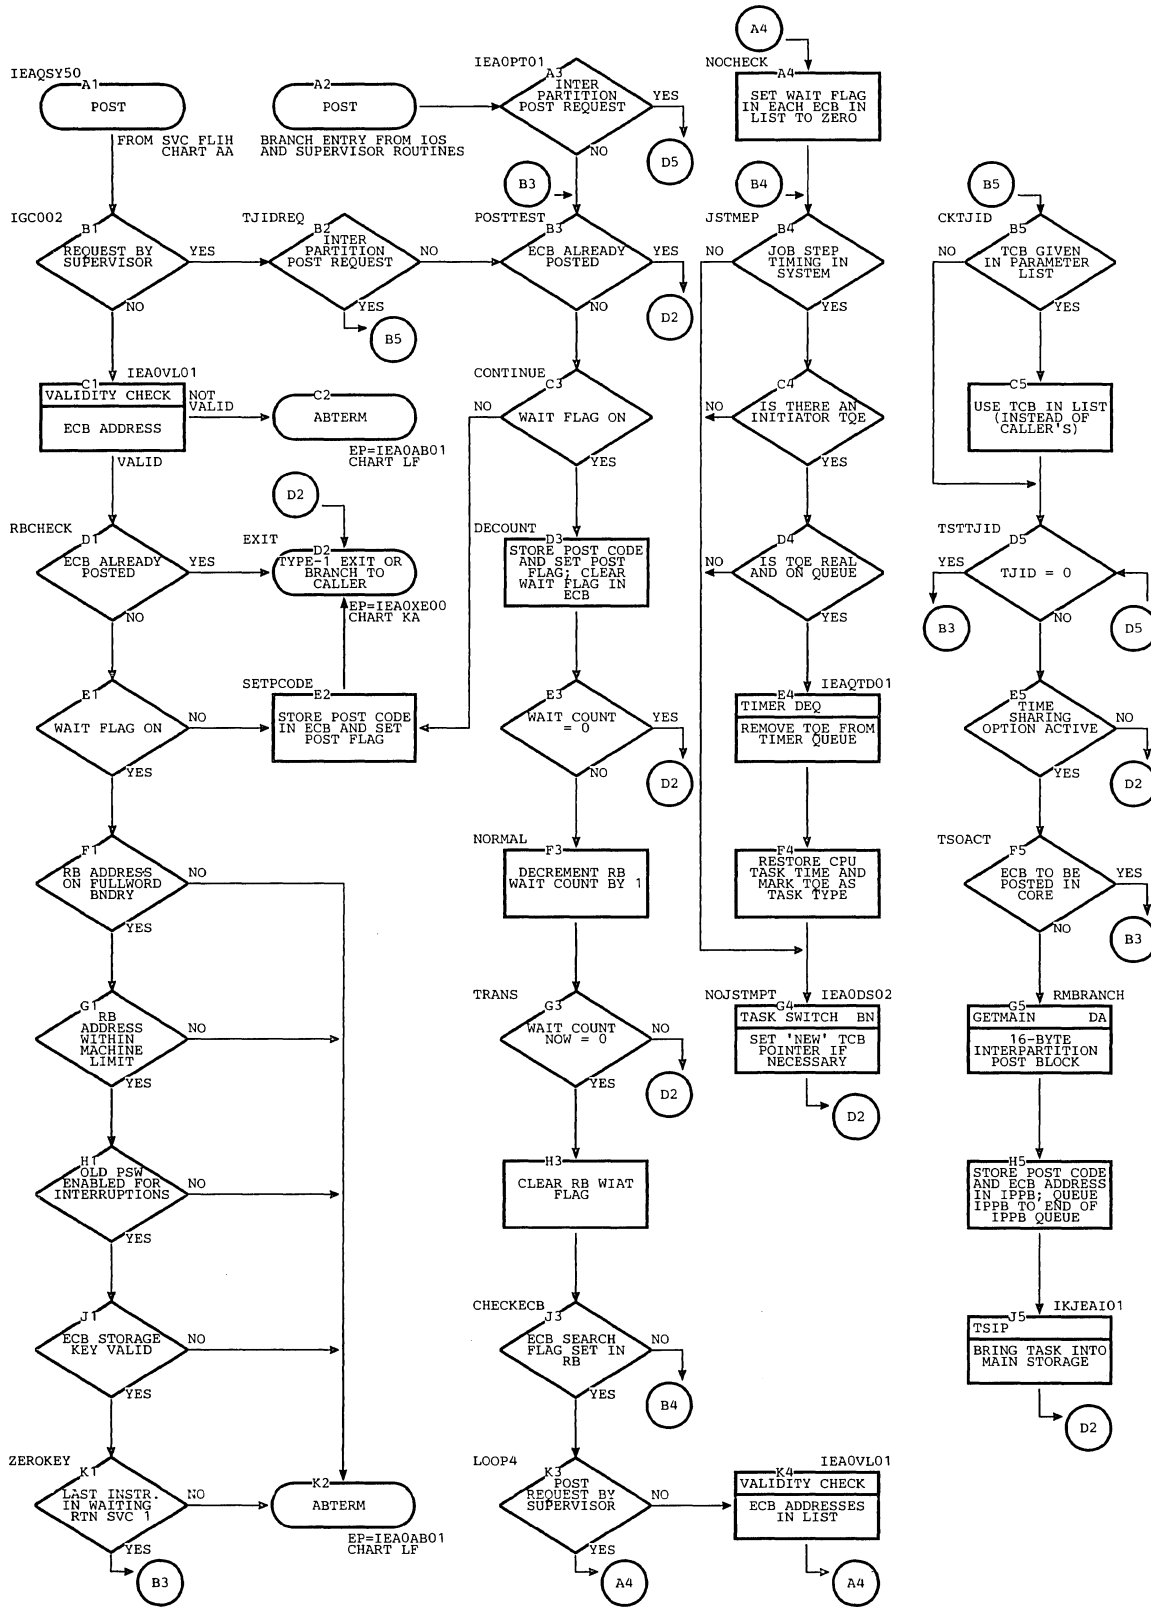 A4
IEAQSY50
A1
POST
FROM SVC FLIH
CHART AA
A2
POST
BRANCH ENTRY FROM IOS
AND SUPERVISOR ROUTINES
IEA0PT01
A3
INTER
PARTITION
POST REQUEST
YES
D5
NO
NOCHECK
A4
SET WAIT FLAG
IN EACH ECB IN
LIST TO ZERO
B3
B4
B5
IGC002
B1
REQUEST BY
SUPERVISOR
YES
NO
TJIDREQ
B2
INTER
PARTITION
POST REQUEST
NO
YES
B5
POSTTEST
B3
ECB ALREADY
POSTED
YES
D2
NO
JSTMEP
B4
JOB STEP
TIMING IN
SYSTEM
NO
YES
CKTJID
B5
TCB GIVEN
IN PARAMETER
LIST
NO
YES
IEA0VL01
C1
VALIDITY CHECK
ECB ADDRESS
NOT
VALID
VALID
C2
ABTERM
EP=IEA0AB01
CHART LF
CONTINUE
C3
WAIT FLAG ON
NO
YES
C4
IS THERE AN
INITIATOR TQE
NO
YES
C5
USE TCB IN LIST
(INSTEAD OF
CALLER'S)
D2
RBCHECK
D1
ECB ALREADY
POSTED
YES
NO
EXIT
D2
TYPE-1 EXIT OR
BRANCH TO
CALLER
EP=IEA0XE00
CHART KA
DECOUNT
D3
STORE POST CODE
AND SET POST
FLAG; CLEAR
WAIT FLAG IN
ECB
D4
IS TQE REAL
AND ON QUEUE
NO
YES
TSTTJID
D5
TJID = 0
YES
B3
NO
D5
E1
WAIT FLAG ON
NO
YES
SETPCODE
E2
STORE POST CODE
IN ECB AND SET
POST FLAG
E3
WAIT COUNT
= 0
YES
D2
NO
IEAQTD01
E4
TIMER DEQ
REMOVE TQE FROM
TIMER QUEUE
E5
TIME
SHARING
OPTION ACTIVE
NO
D2
YES
F1
RB ADDRESS
ON FULLWORD
BNDRY
NO
YES
NORMAL
F3
DECREMENT RB
WAIT COUNT BY 1
F4
RESTORE CPU
TASK TIME AND
MARK TQE AS
TASK TYPE
TSOACT
F5
ECB TO BE
POSTED IN
CORE
YES
B3
NO
G1
RB
ADDRESS
WITHIN
MACHINE
LIMIT
NO
YES
TRANS
G3
WAIT COUNT
NOW = 0
NO
D2
YES
NOJSTMPT
IEA0DS02
G4
TASK SWITCH BN
SET 'NEW' TCB
POINTER IF
NECESSARY
D2
RMBRANCH
G5
GETMAIN DA
16-BYTE
INTERPARTITION
POST BLOCK
H1
OLD PSW
ENABLED FOR
INTERRUPTIONS
NO
YES
H3
CLEAR RB WIAT
FLAG
H5
STORE POST CODE
AND ECB ADDRESS
IN IPPB; QUEUE
IPPB TO END OF
IPPB QUEUE
J1
ECB STORAGE
KEY VALID
NO
YES
CHECKECB
J3
ECB SEARCH
FLAG SET IN
RB
NO
B4
YES
IKJEAI01
J5
TSIP
BRING TASK INTO
MAIN STORAGE
D2
ZEROKEY
K1
LAST INSTR.
IN WAITING
RTN SVC 1
NO
YES
B3
K2
ABTERM
EP=IEA0AB01
CHART LF
LOOP4
K3
POST
REQUEST BY
SUPERVISOR
NO
YES
A4
IEA0VL01
K4
VALIDITY CHECK
ECB ADDRESSES
IN LIST
A4